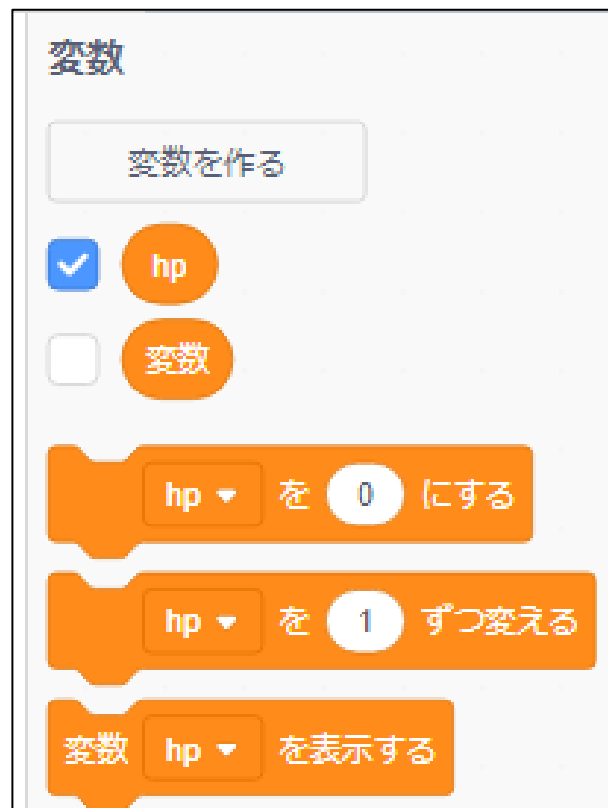 変数
変数を作る
hp
変数
hp を 0 にする
hp を 1 ずつ変える
変数 hp を表示する